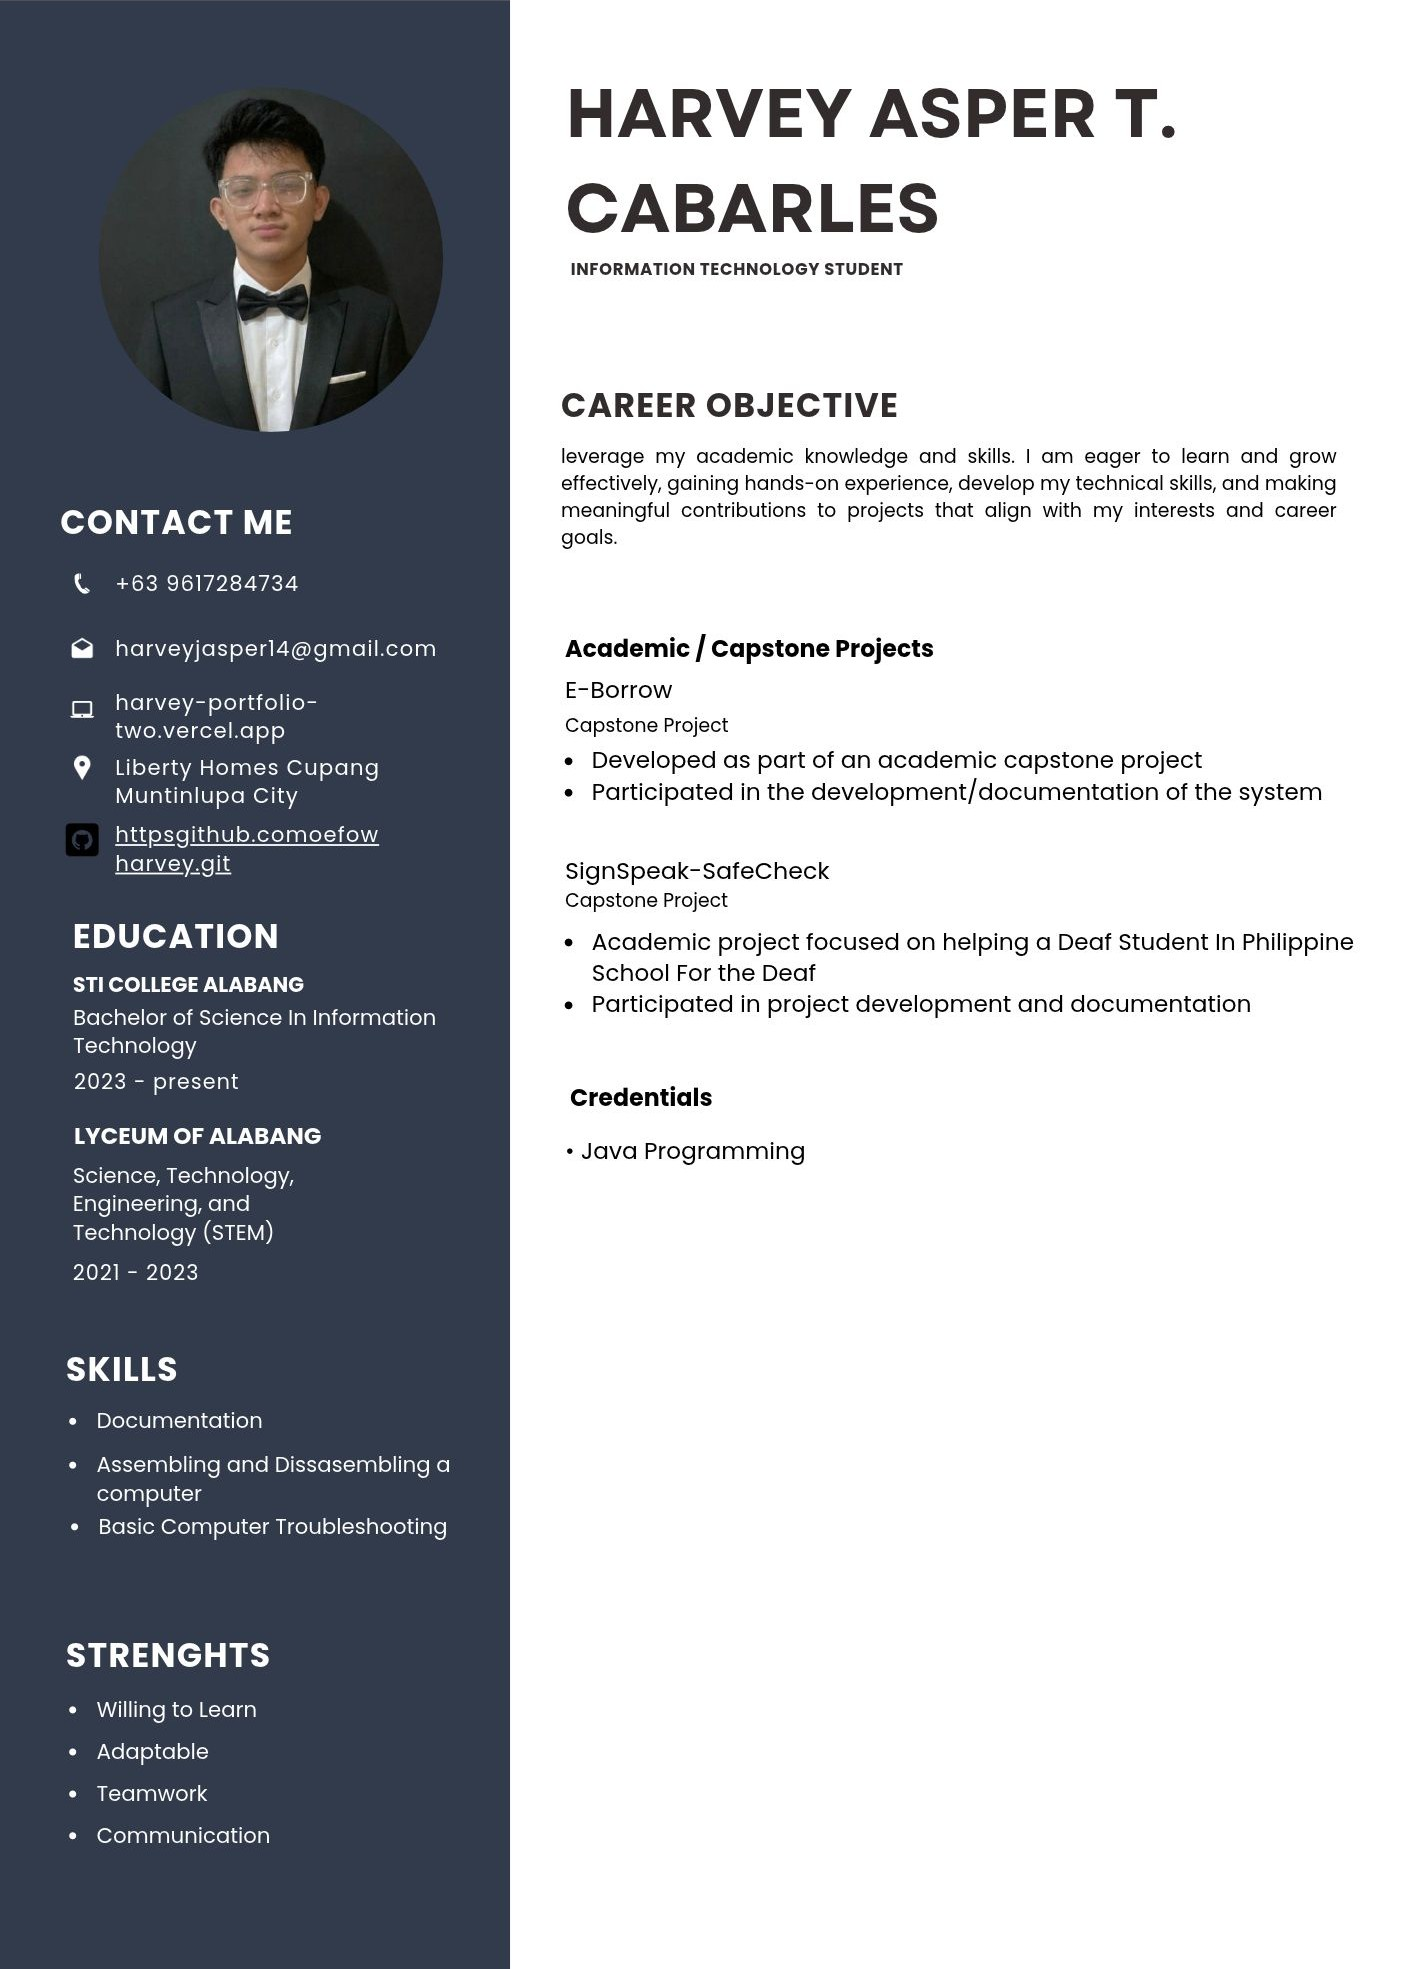 HARVEY ASPER T.
CABARLES
INFORMATION TECHNOLOGY STUDENT
CONTACT ME
+63 9617284734
harveyjasper14@gmail.com
harvey-portfolio-
two.vercel.app
Liberty Homes Cupang
Muntinlupa City
httpsgithub.comoefow
harvey.git
EDUCATION
STI COLLEGE ALABANG
Bachelor of Science In Information
Technology
2023 - present
LYCEUM OF ALABANG
Science, Technology,
Engineering, and
Technology (STEM)
2021 - 2023
SKILLS
• Documentation
• Assembling and Dissasembling a
computer
• Basic Computer Troubleshooting
STRENGHTS
• Willing to Learn
• Adaptable
• Teamwork
• Communication
CAREER OBJECTIVE
leverage my academic knowledge and skills. I am eager to learn and grow
effectively, gaining hands-on experience, develop my technical skills, and making
meaningful contributions to projects that align with my interests and career
goals.
Academic / Capstone Projects
E-Borrow
Capstone Project
• Developed as part of an academic capstone project
• Participated in the development/documentation of the system
SignSpeak-SafeCheck
Capstone Project
• Academic project focused on helping a Deaf Student In Philippine
School For the Deaf
• Participated in project development and documentation
Credentials
• Java Programming